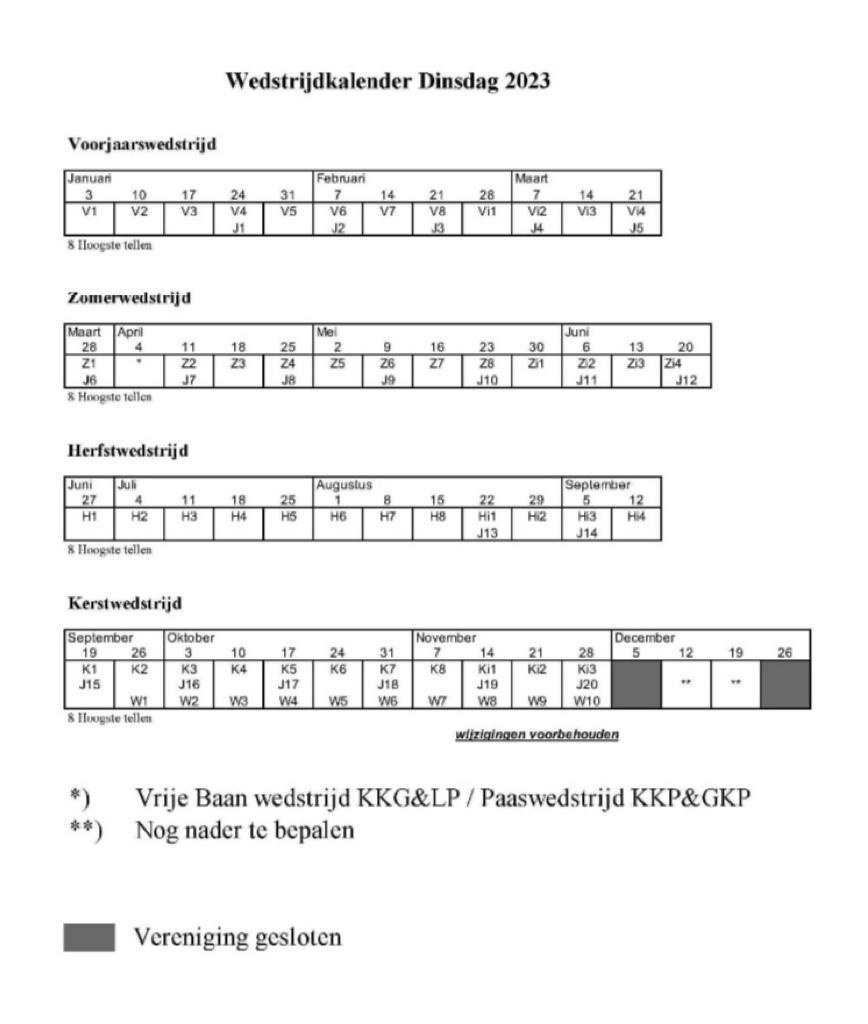 Wedstrijdkalender Dinsdag 2023
Voorjaarswedstrijd
Januari Februari Maart
3 10 17 24 31 7 14 21 28 7 14 21
V1 V2 V3 V4 V5 V6 V7 V8 Vi1 Vi2 Vi3 Vi4
J1 J2 J3 J4 J5
8 Hoogste tellen
Zomerwedstrijd
Maart April Mei Juni
28 4 11 18 25 2 9 16 23 30 6 13 20
Z1 * Z2 Z3 Z4 Z5 Z6 Z7 Z8 Zi1 Zi2 Zi3 Zi4
J6 J7 J8 J9 J10 J11 J12
8 Hoogste tellen
Herfstwedstrijd
Juni Juli Augustus September
27 4 11 18 25 1 8 15 22 29 5 12
H1 H2 H3 H4 H5 H6 H7 H8 Hi1 Hi2 Hi3 Hi4
J13 J14
8 Hoogste tellen
Kerstwedstrijd
September Oktober November December
19 26 3 10 17 24 31 7 14 21 28 5 12 19 26
K1 K2 K3 K4 K5 K6 K7 K8 Ki1 Ki2 Ki3
J15 J16 J17 J18 J19 J20 ** **
W1 W2 W3 W4 W5 W6 W7 W8 W9 W10
8 Hoogste tellen
wijzigingen voorbehouden
*) Vrije Baan wedstrijd KKG&LP / Paaswedstrijd KKP&GKP
**) Nog nader te bepalen
Vereniging gesloten